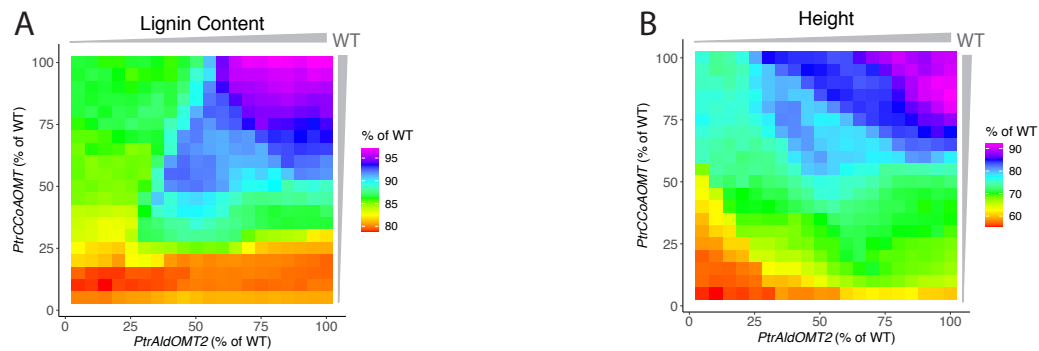 A
Lignin Content
WT
100
75
50
25
0
PtrCCoAOMT (% of WT)
0 25 50 75 100
PtrAldOMT2 (% of WT)
% of WT
95
90
85
80
B
Height
WT
100
75
50
25
0
PtrCCoAOMT (% of WT)
0 25 50 75 100
PtrAldOMT2 (% of WT)
% of WT
90
80
70
60